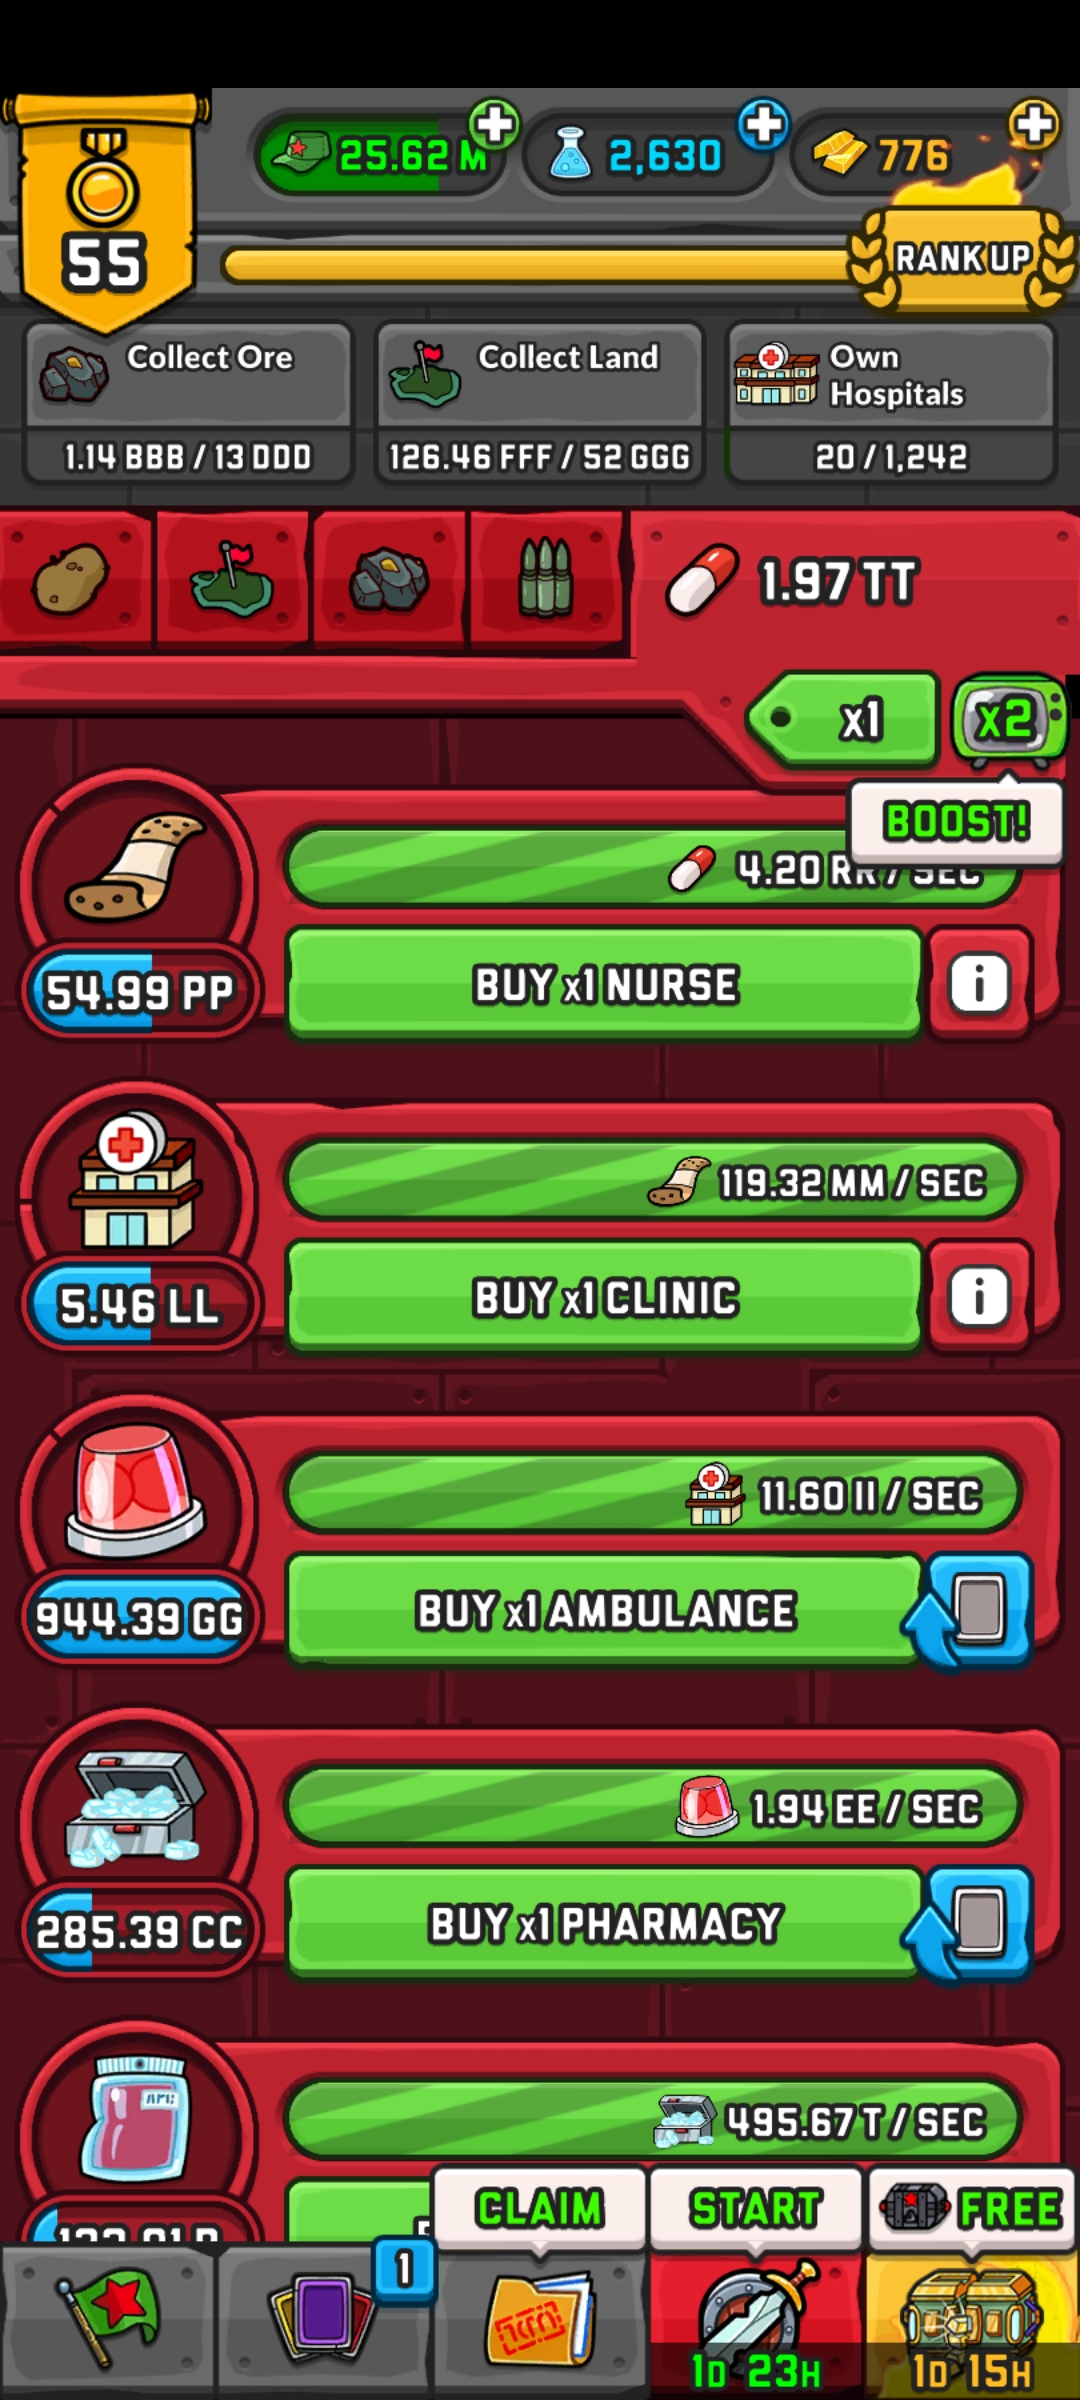 25.62 M
2,630
776
55
RANK UP
Collect Ore
Collect Land
Own
Hospitals
1.14 BBB / 13 DDD
126.46 FFF / 52 GGG
20 / 1,242
1.97 TT
x1
x2
BOOST!
4.20 RR / SEC
54.99 PP
BUY x1 NURSE
119.32 MM / SEC
5.46 LL
BUY x1 CLINIC
11.60 II / SEC
944.39 GG
BUY x1 AMBULANCE
1.94 EE / SEC
285.39 CC
BUY x1 PHARMACY
495.67 T / SEC
CLAIM
START
FREE
1
1D 23H
1D 15H